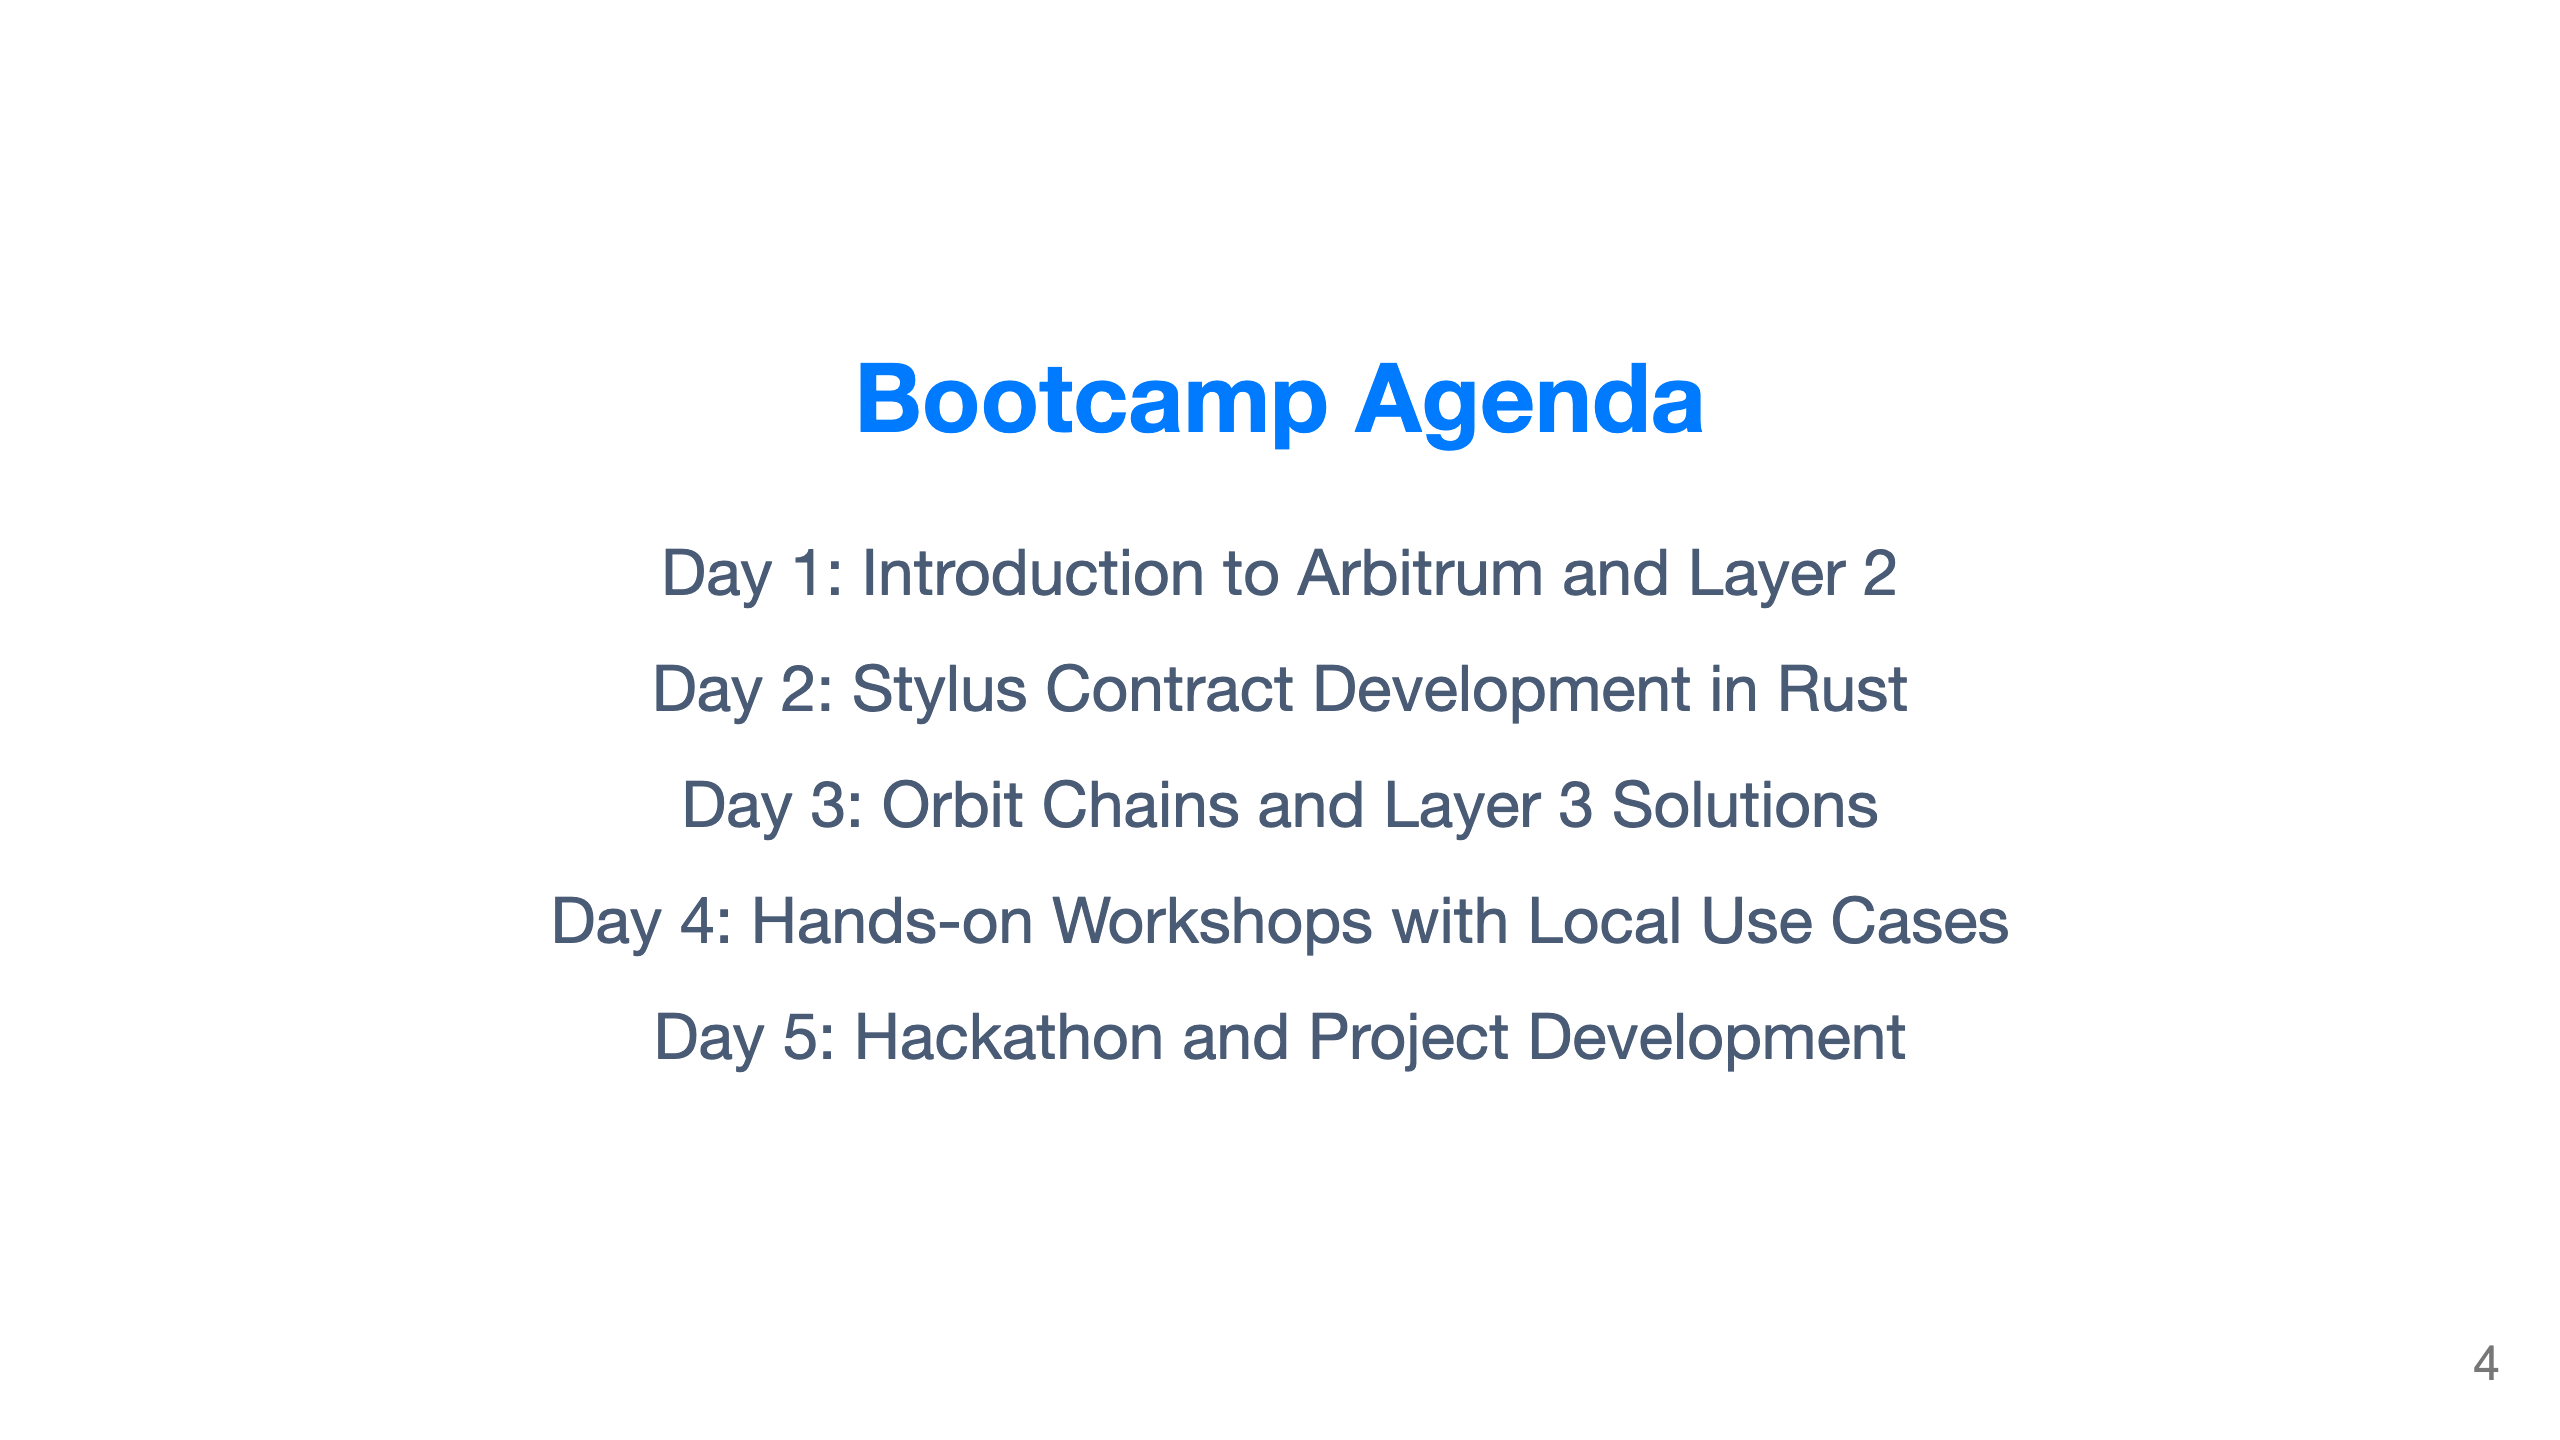 Bootcamp Agenda
Day 1: Introduction to Arbitrum and Layer 2
Day 2: Stylus Contract Development in Rust
Day 3: Orbit Chains and Layer 3 Solutions
Day 4: Hands-on Workshops with Local Use Cases
Day 5: Hackathon and Project Development
4